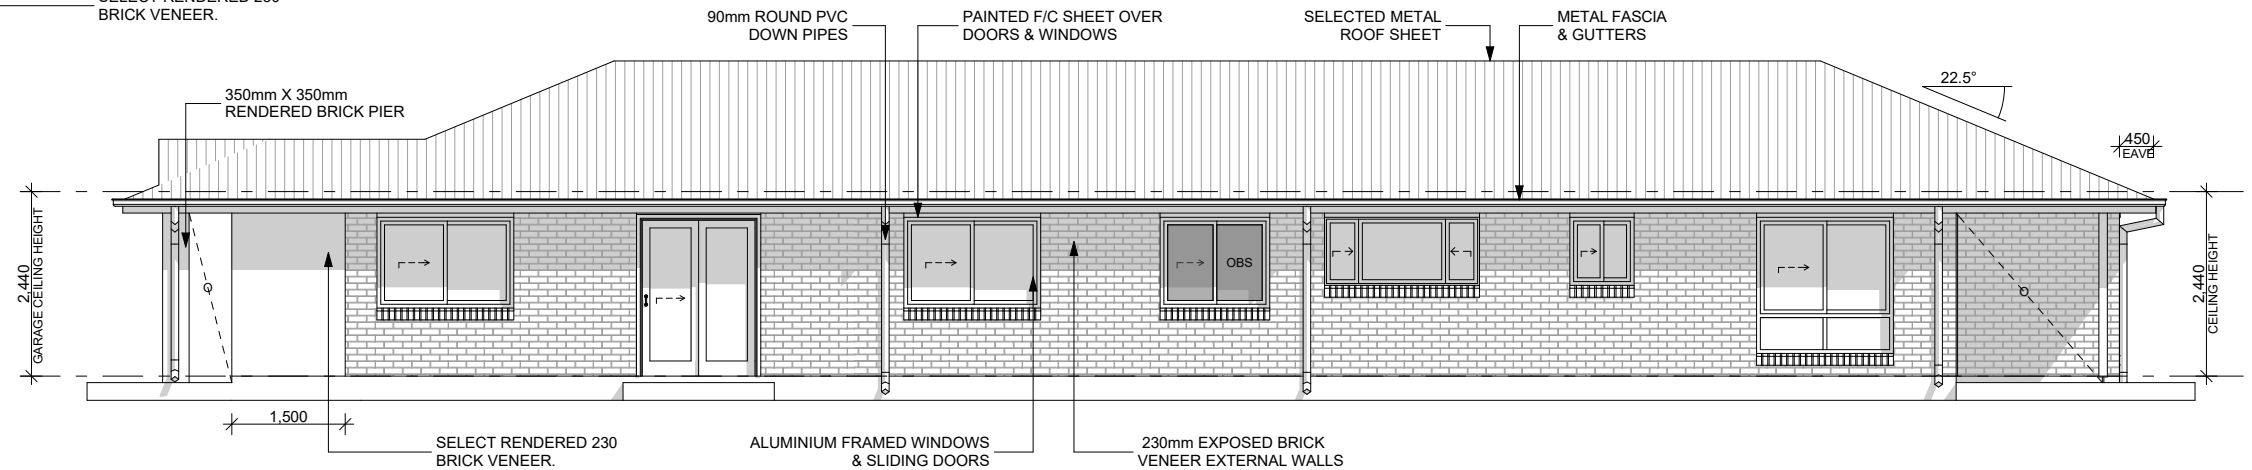 SELECT RENDERED 230
BRICK VENEER.
90mm ROUND PVC
DOWN PIPES
PAINTED F/C SHEET OVER
DOORS & WINDOWS
SELECTED METAL
ROOF SHEET
METAL FASCIA
& GUTTERS
350mm X 350mm
RENDERED BRICK PIER
22.5°
450
EAVE
2,440
GARAGE CEILING HEIGHT
OBS
2,440
CEILING HEIGHT
1,500
SELECT RENDERED 230
BRICK VENEER.
ALUMINIUM FRAMED WINDOWS
& SLIDING DOORS
230mm EXPOSED BRICK
VENEER EXTERNAL WALLS